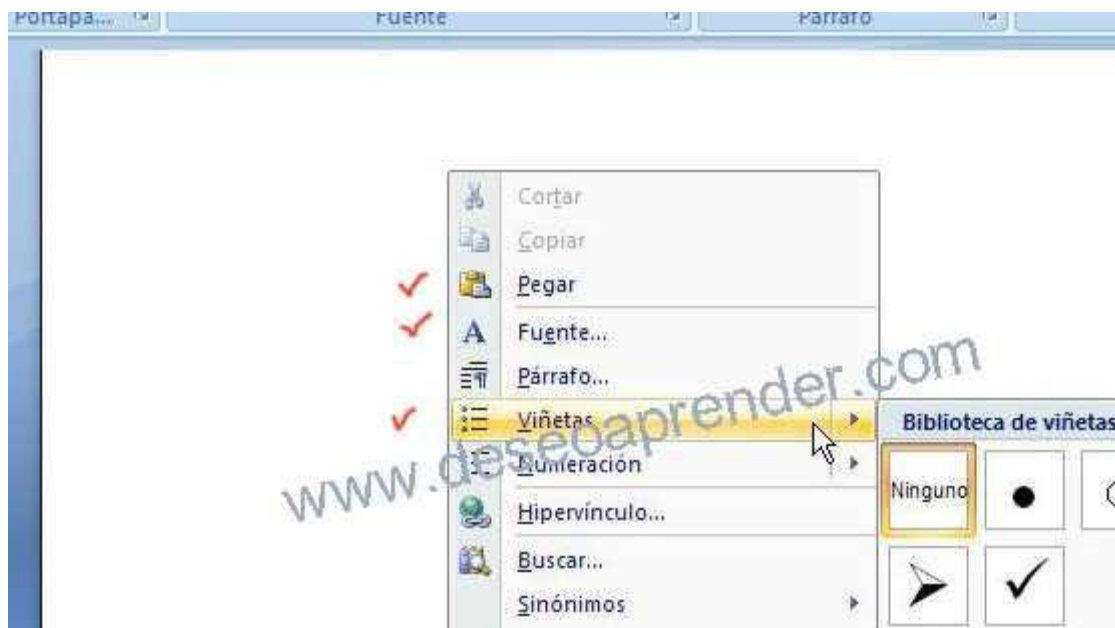 Portapa...
Fuente
Párrafo
Cortar
Copiar
Pegar
Fuente...
Párrafo...
Viñetas
Numeración
Hipervínculo...
Buscar...
Sinónimos
Biblioteca de viñetas
Ninguno
www.deseoaprender.com